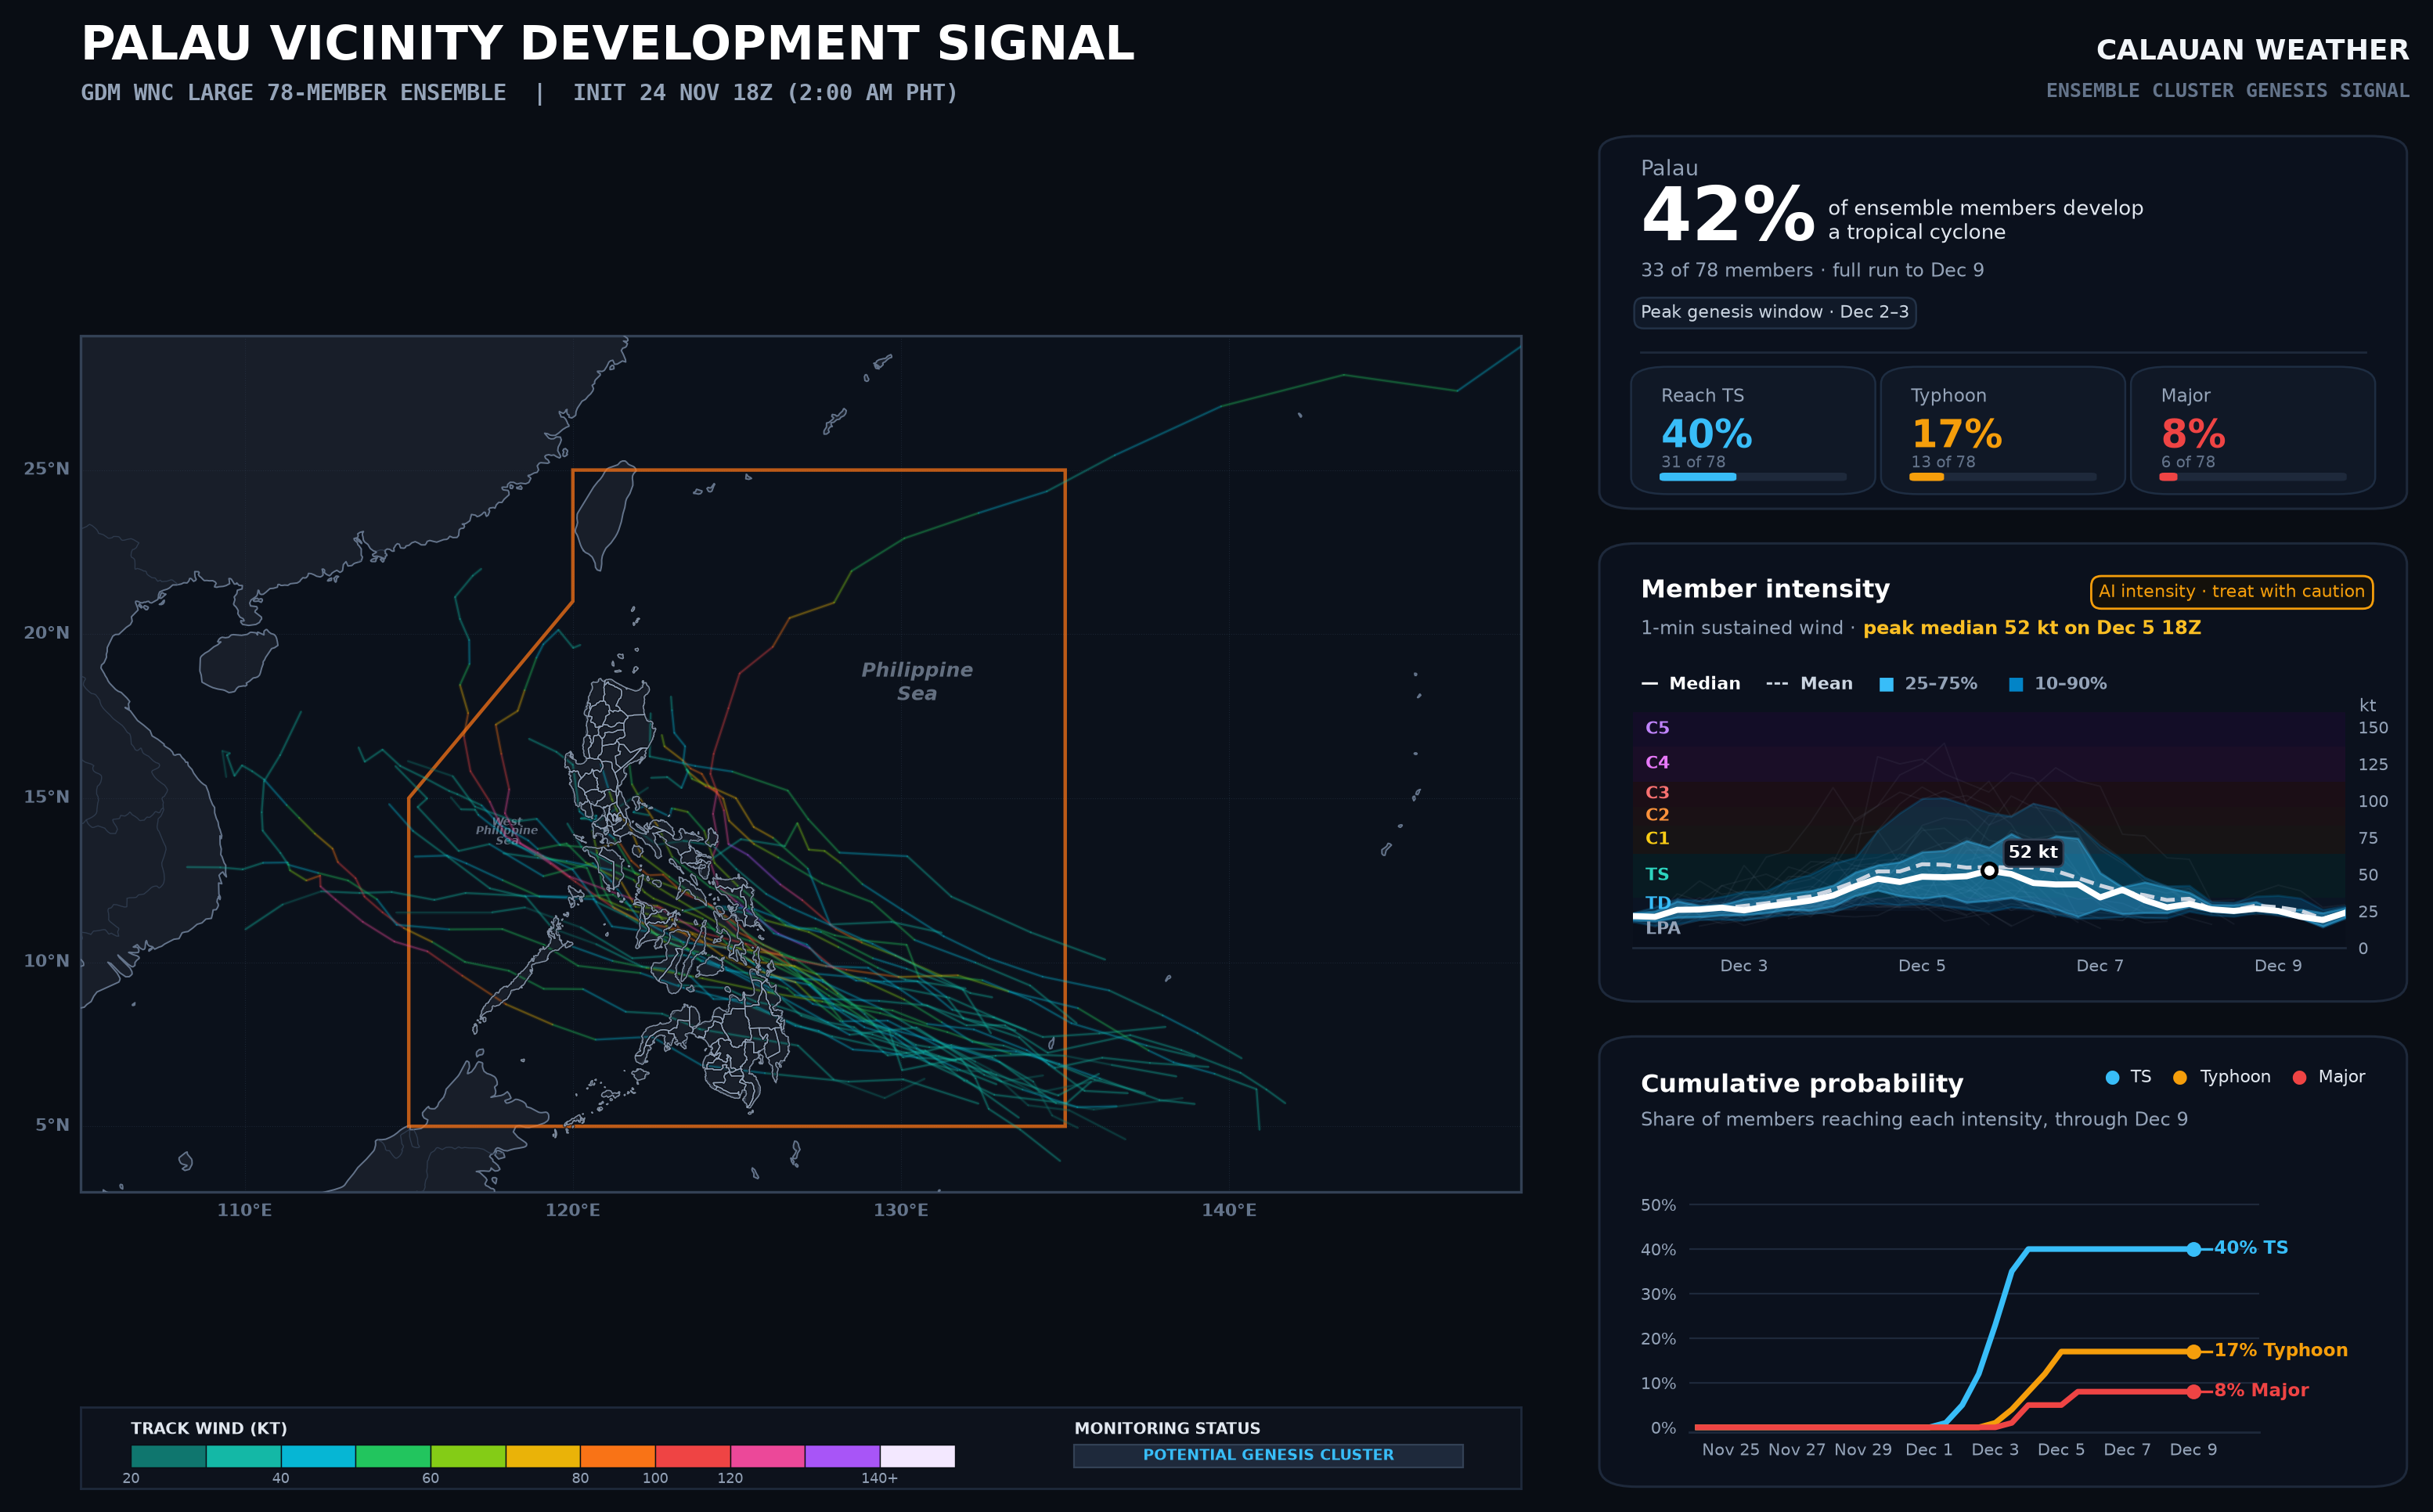 PALAU VICINITY DEVELOPMENT SIGNAL
GDM WNC LARGE 78-MEMBER ENSEMBLE | INIT 24 NOV 18Z (2:00 AM PHT)
CALAUAN WEATHER
ENSEMBLE CLUSTER GENESIS SIGNAL
25°N
20°N
15°N
10°N
5°N
110°E
120°E
130°E
140°E
Philippine
Sea
West
Philippine
Sea
TRACK WIND (KT)
20
40
60
80
100
120
140+
MONITORING STATUS
POTENTIAL GENESIS CLUSTER
Palau
42%
of ensemble members develop
a tropical cyclone
33 of 78 members · full run to Dec 9
Peak genesis window · Dec 2–3
Reach TS
40%
31 of 78
Typhoon
17%
13 of 78
Major
8%
6 of 78
Member intensity
AI intensity · treat with caution
1-min sustained wind · peak median 52 kt on Dec 5 18Z
Median
Mean
25–75%
10–90%
kt
C5
C4
C3
C2
C1
TS
TD
LPA
52 kt
150
125
100
75
50
25
0
Dec 3
Dec 5
Dec 7
Dec 9
Cumulative probability
TS
Typhoon
Major
Share of members reaching each intensity, through Dec 9
50%
40%
30%
20%
10%
0%
40% TS
17% Typhoon
8% Major
Nov 25
Nov 27
Nov 29
Dec 1
Dec 3
Dec 5
Dec 7
Dec 9